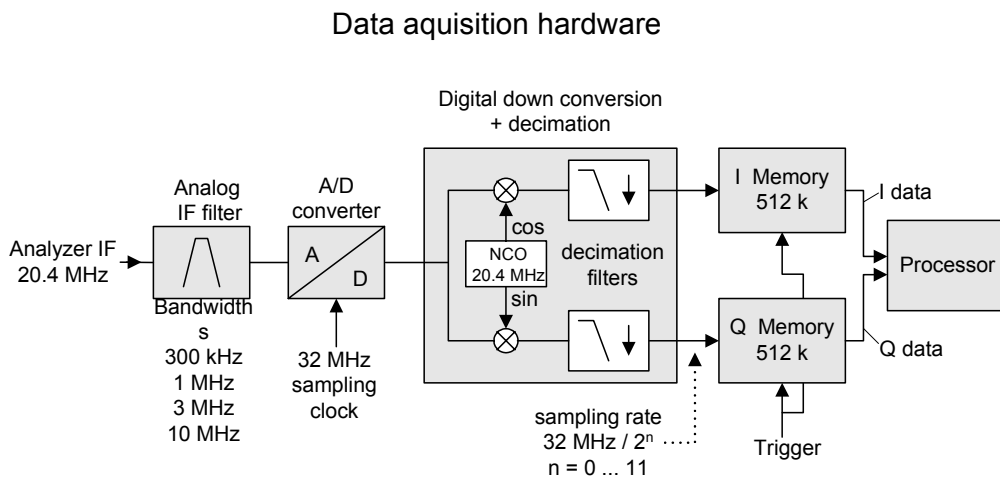 Data aquisition hardware
Digital down conversion
+ decimation
Analog
IF filter
A/D
converter
Analyzer IF
20.4 MHz
Bandwidth
s
300 kHz
1 MHz
3 MHz
10 MHz
A
D
32 MHz
sampling
clock
cos
NCO
20.4 MHz
sin
decimation
filters
I Memory
512 k
I data
Processor
Q Memory
512 k
Q data
sampling rate
32 MHz / 2ⁿ
n = 0 ... 11
Trigger